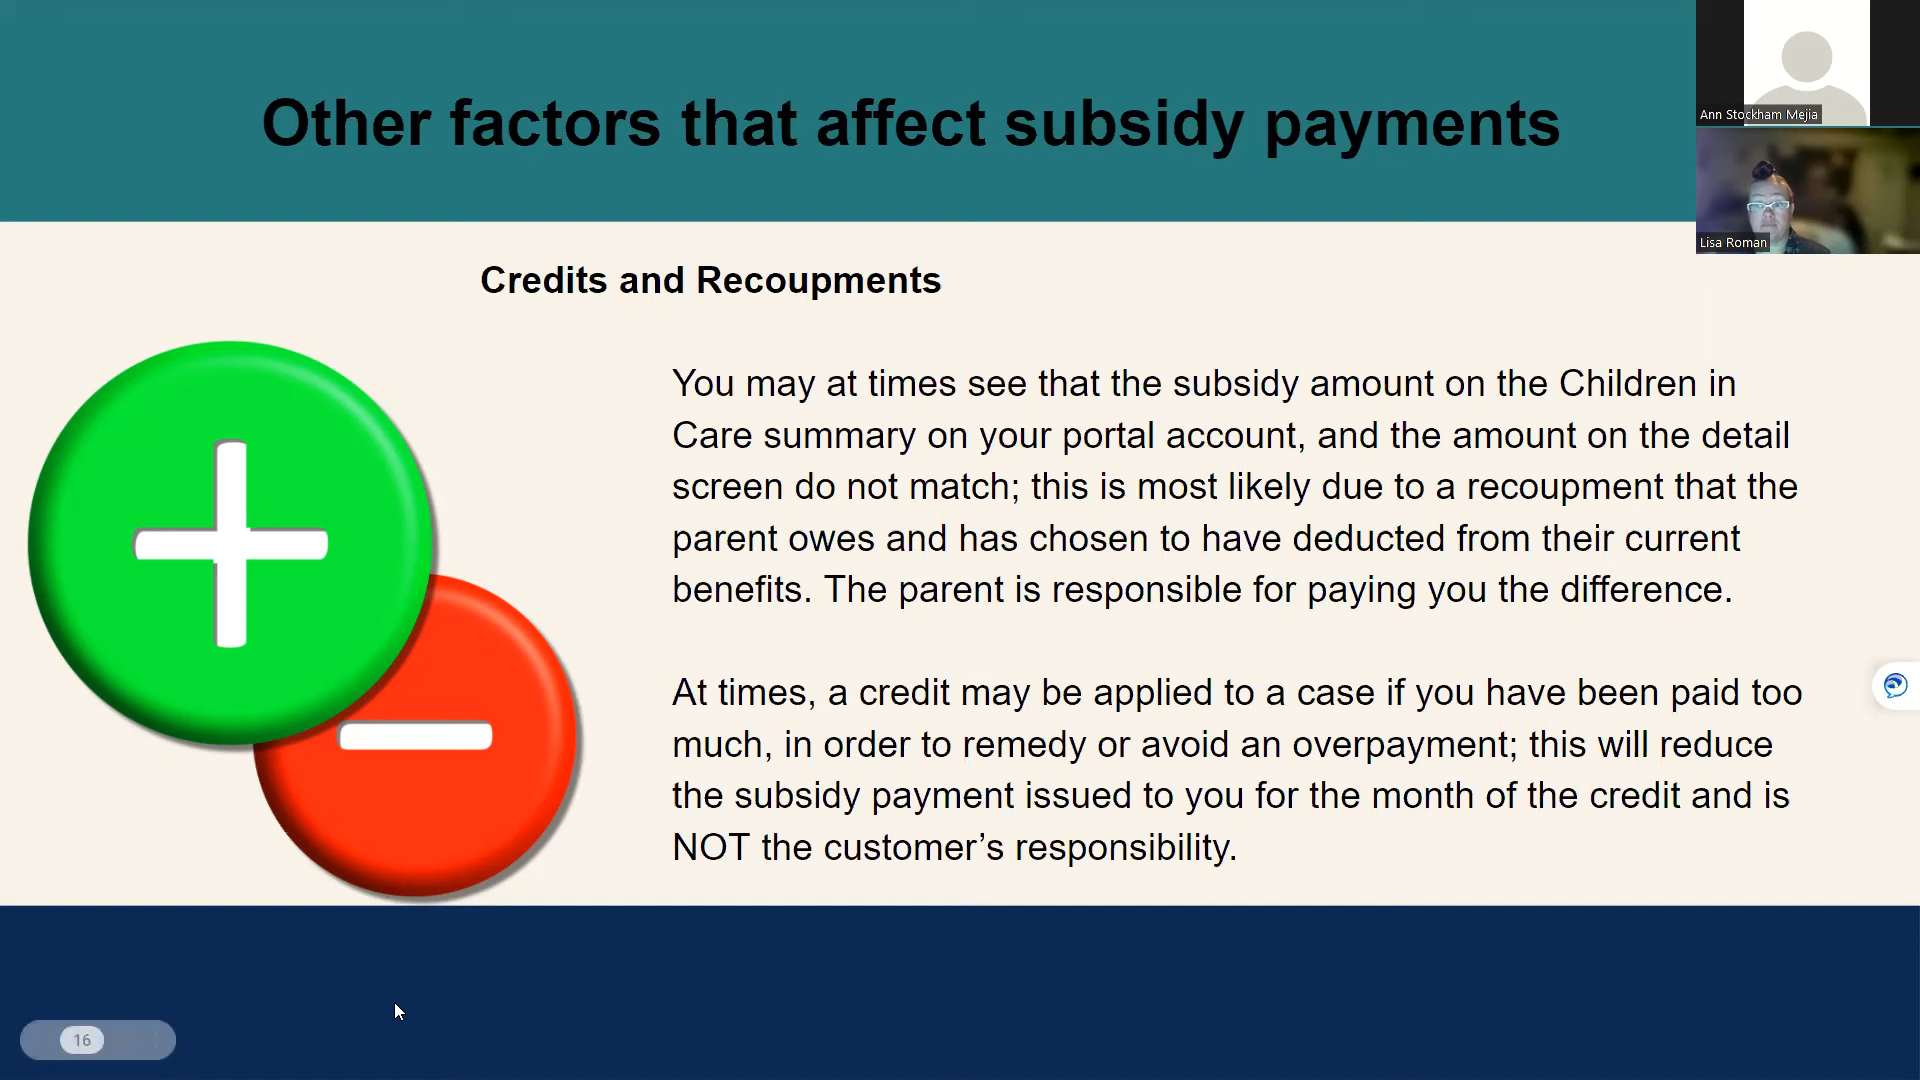 Other factors that affect subsidy payments
Ann Stockham Mejia
Lisa Roman
Credits and Recoupments
You may at times see that the subsidy amount on the Children in
Care summary on your portal account, and the amount on the detail
screen do not match; this is most likely due to a recoupment that the
parent owes and has chosen to have deducted from their current
benefits. The parent is responsible for paying you the difference.
At times, a credit may be applied to a case if you have been paid too
much, in order to remedy or avoid an overpayment; this will reduce
the subsidy payment issued to you for the month of the credit and is
NOT the customer’s responsibility.
16